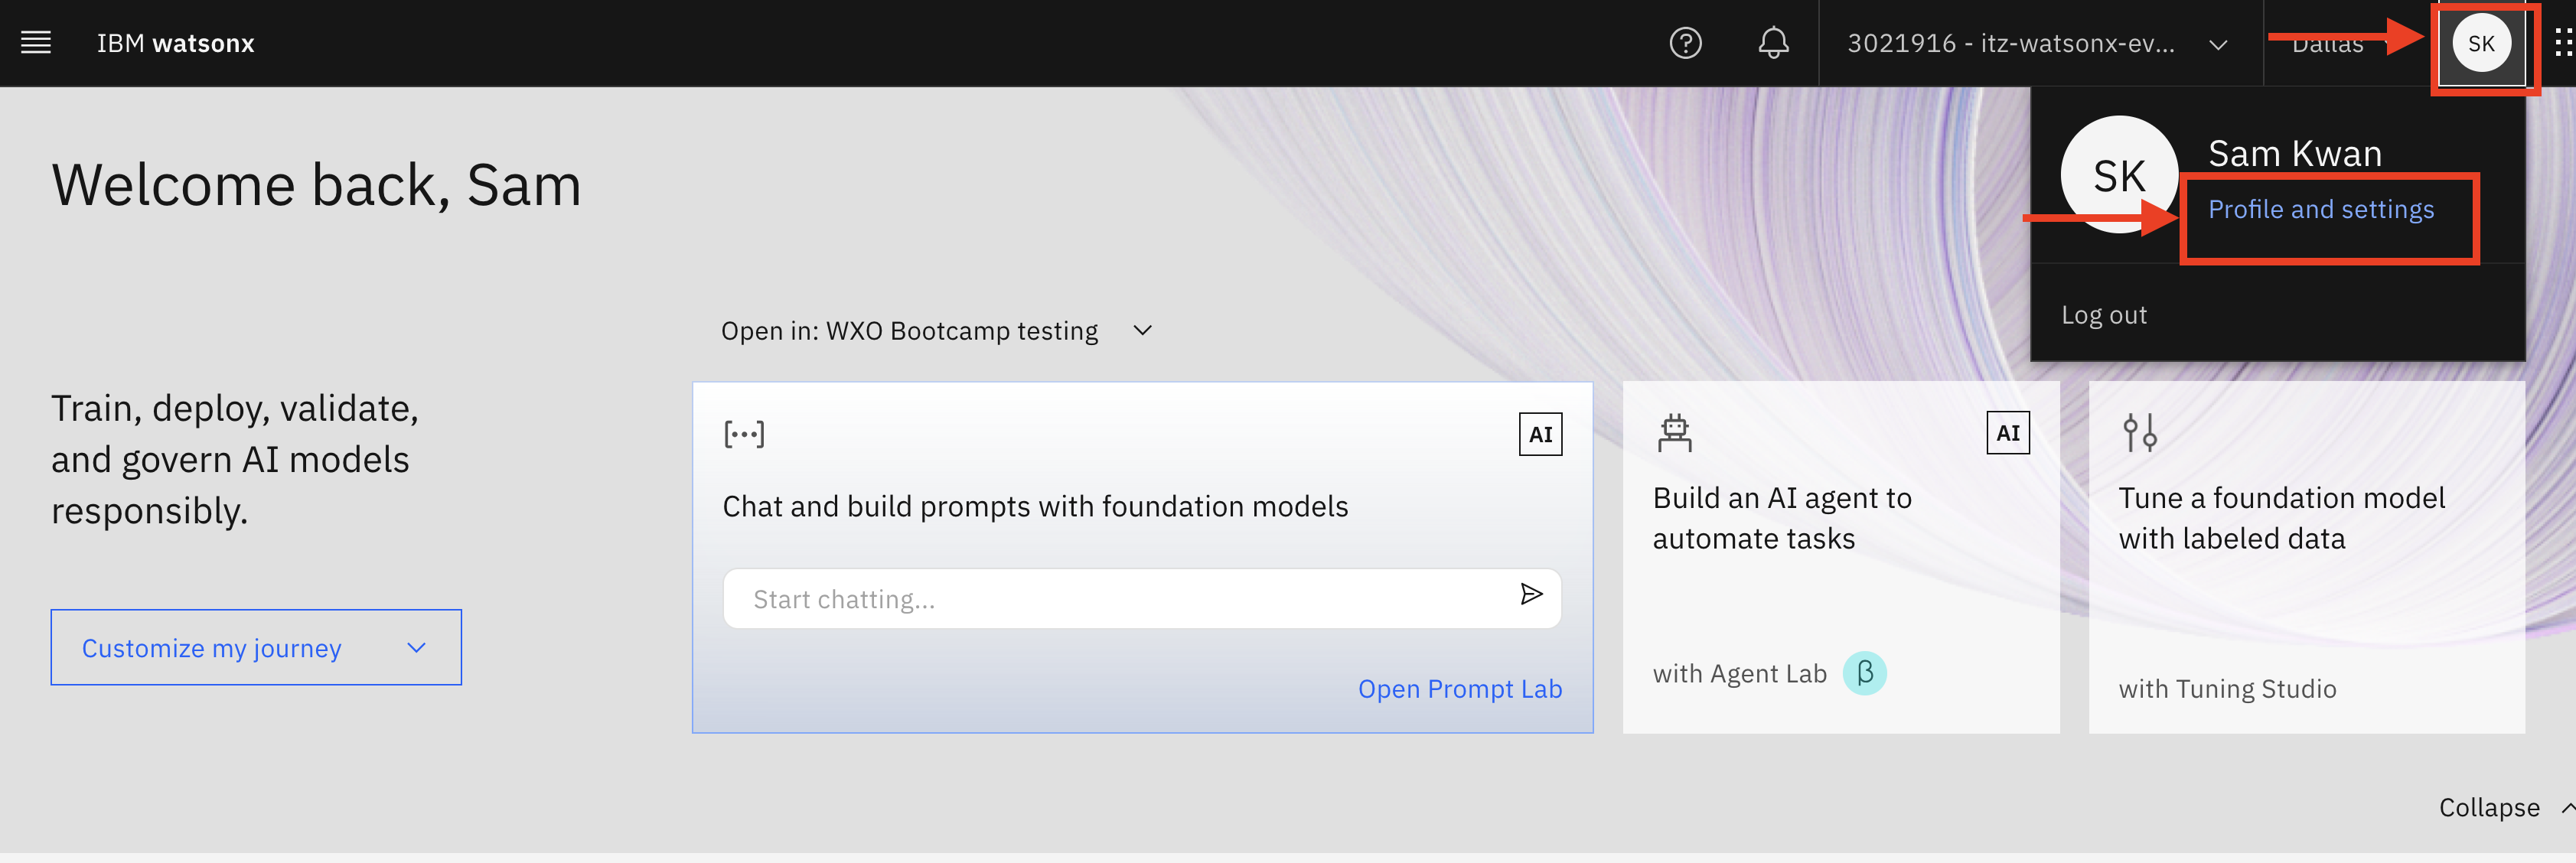 IBM watsonx
3021916 - itz-watsonx-ev...
Dallas
SK
Welcome back, Sam
SK
Sam Kwan
Profile and settings
Log out
Open in: WXO Bootcamp testing
Train, deploy, validate,
and govern AI models
responsibly.
Customize my journey
AI
Chat and build prompts with foundation models
Start chatting...
Open Prompt Lab
AI
Build an AI agent to
automate tasks
with Agent Lab β
Tune a foundation model
with labeled data
with Tuning Studio
Collapse